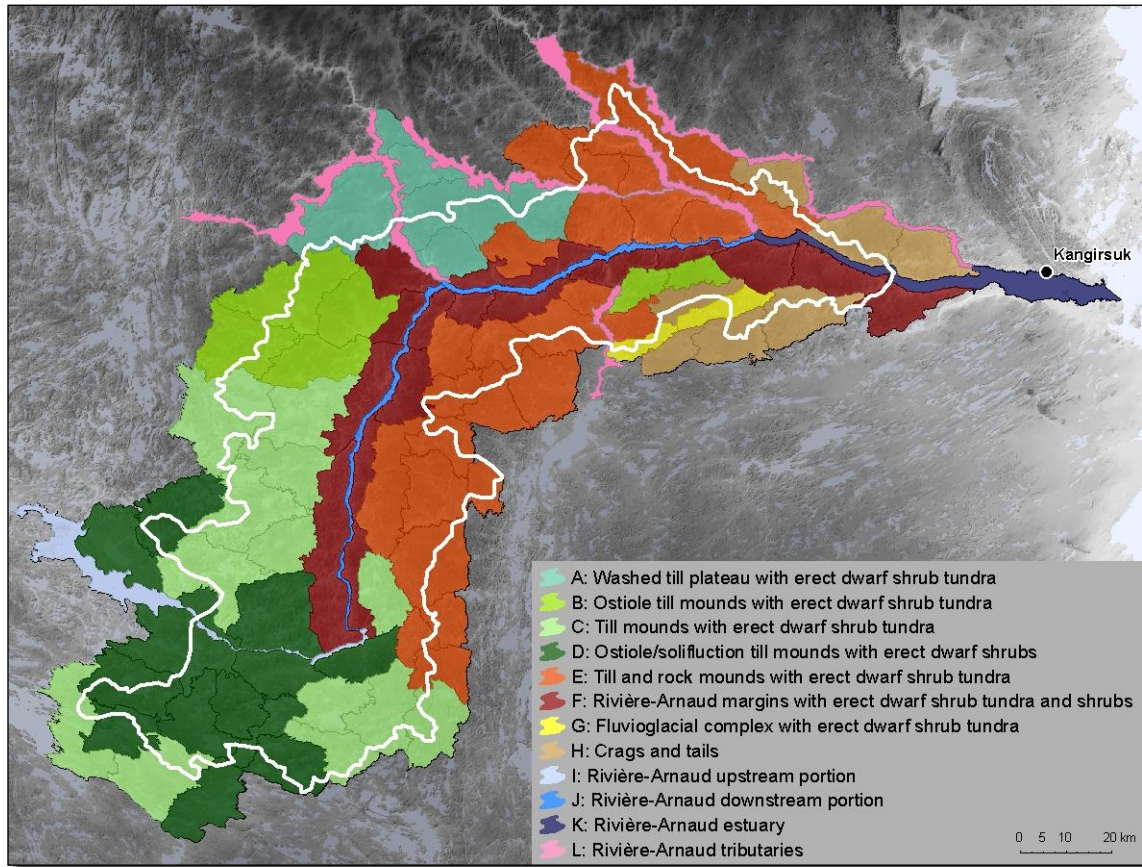 Kangirsuk
A: Washed till plateau with erect dwarf shrub tundra
B: Ostiole till mounds with erect dwarf shrub tundra
C: Till mounds with erect dwarf shrub tundra
D: Ostiole/solifluction till mounds with erect dwarf shrubs
E: Till and rock mounds with erect dwarf shrub tundra
F: Rivière-Arnaud margins with erect dwarf shrub tundra and shrubs
G: Fluvioglacial complex with erect dwarf shrub tundra
H: Crags and tails
I: Rivière-Arnaud upstream portion
J: Rivière-Arnaud downstream portion
K: Rivière-Arnaud estuary
L: Rivière-Arnaud tributaries
0 5 10 20 km